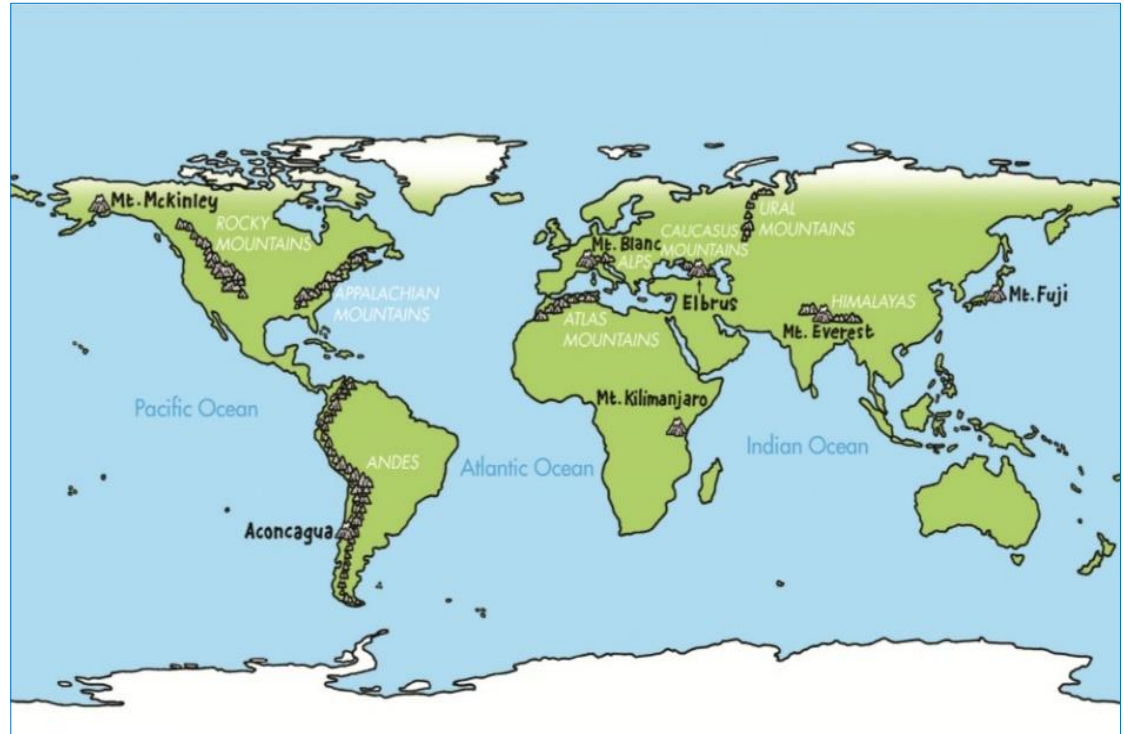 Mt. Mckinley
ROCKY
MOUNTAINS
APPALACHIAN
MOUNTAINS
Pacific Ocean
ANDES
Aconcagua
Atlantic Ocean
Mt. Blanc
ALPS
CAUCASUS
MOUNTAINS
URAL
MOUNTAINS
Elbrus
ATLAS
MOUNTAINS
HIMALAYAS
Mt. Everest
Mt. Fuji
Mt. Kilimanjaro
Indian Ocean